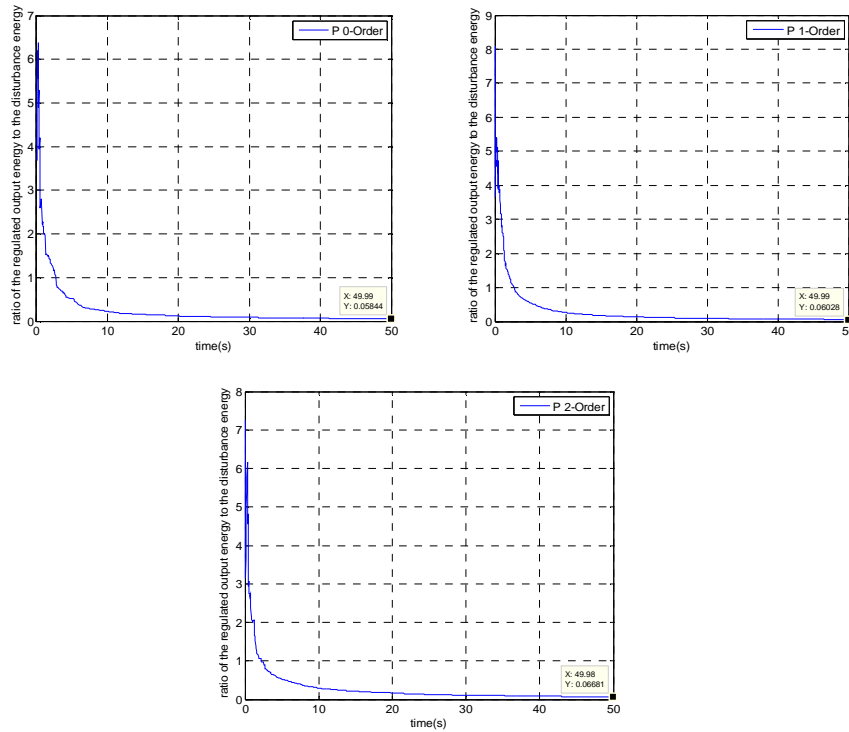 ratio of the regulated output energy to the disturbance energy
7
6
5
4
3
2
1
0
P 0-Order
X: 49.99
Y: 0.05844
0 10 20 30 40 50
time(s)
ratio of the regulated output energy to the disturbance energy
9
8
7
6
5
4
3
2
1
0
P 1-Order
X: 49.99
Y: 0.06028
0 10 20 30 40 50
time(s)
ratio of the regulated output energy to the disturbance energy
8
7
6
5
4
3
2
1
0
P 2-Order
X: 49.98
Y: 0.06681
0 10 20 30 40 50
time(s)